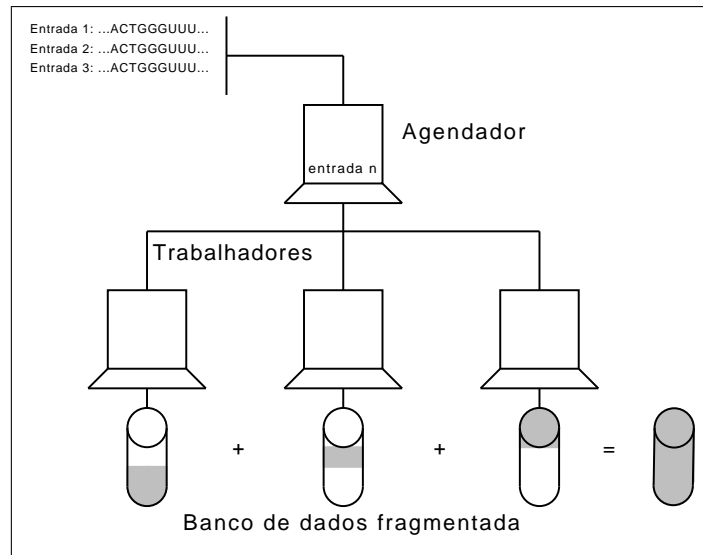 Entrada 1: ...ACTGGGUUU...
Entrada 2: ...ACTGGGUUU...
Entrada 3: ...ACTGGGUUU...
Agendador
entrada n
Trabalhadores
+ + =
Banco de dados fragmentada